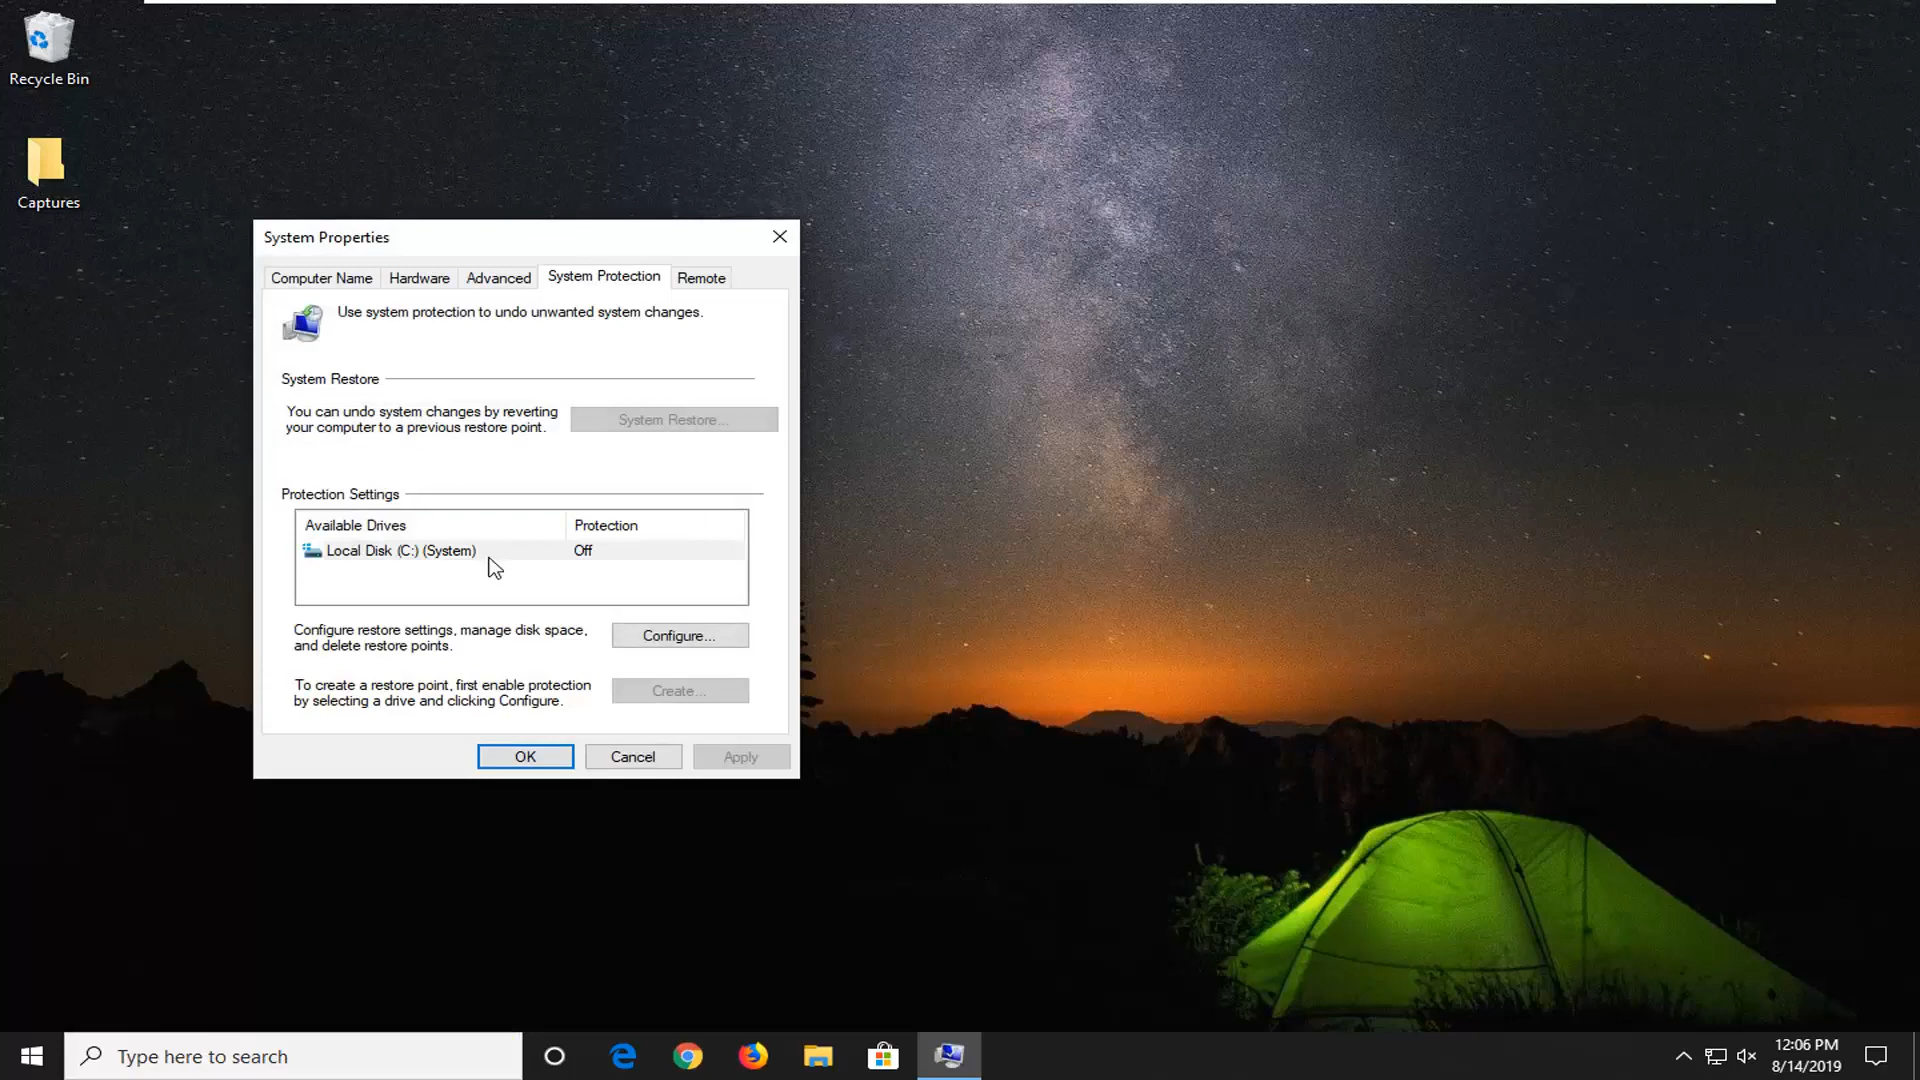 Recycle Bin
Captures
System Properties
Computer Name
Hardware
Advanced
System Protection
Remote
Use system protection to undo unwanted system changes.
System Restore
You can undo system changes by reverting
your computer to a previous restore point.
System Restore...
Protection Settings
Available Drives
Protection
Local Disk (C:) (System)
Off
Configure restore settings, manage disk space,
and delete restore points.
Configure...
To create a restore point, first enable protection
by selecting a drive and clicking Configure.
Create...
OK
Cancel
Apply
Type here to search
12:06 PM
8/14/2019